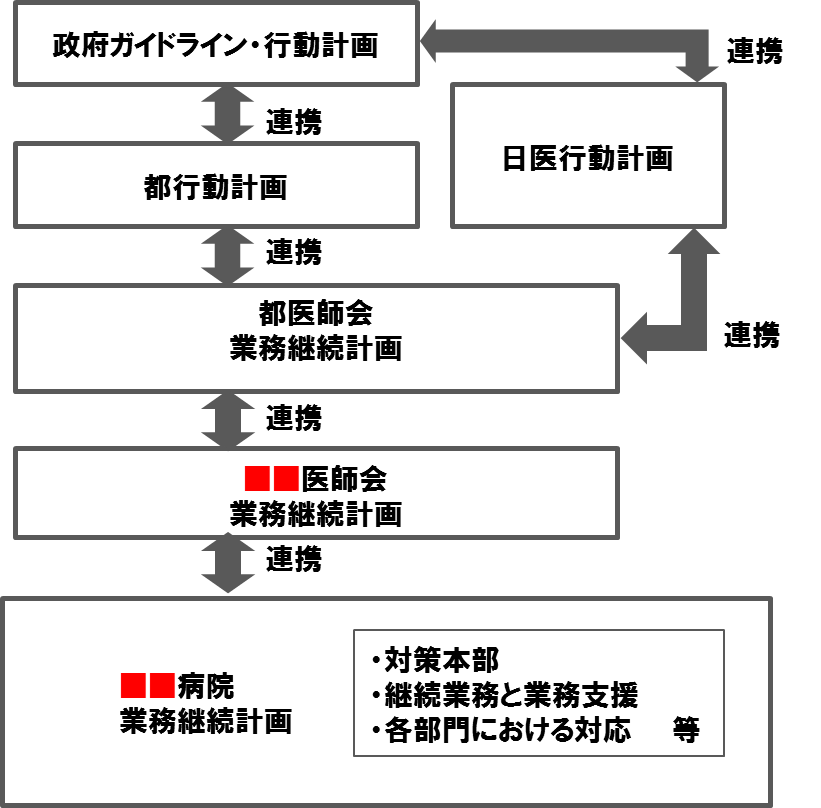 政府ガイドライン・行動計画
連携
連携
日医行動計画
都行動計画
連携
都医師会
業務継続計画
連携
連携
■■医師会
業務継続計画
連携
■■病院
業務継続計画
・対策本部
・継続業務と業務支援
・各部門における対応　等